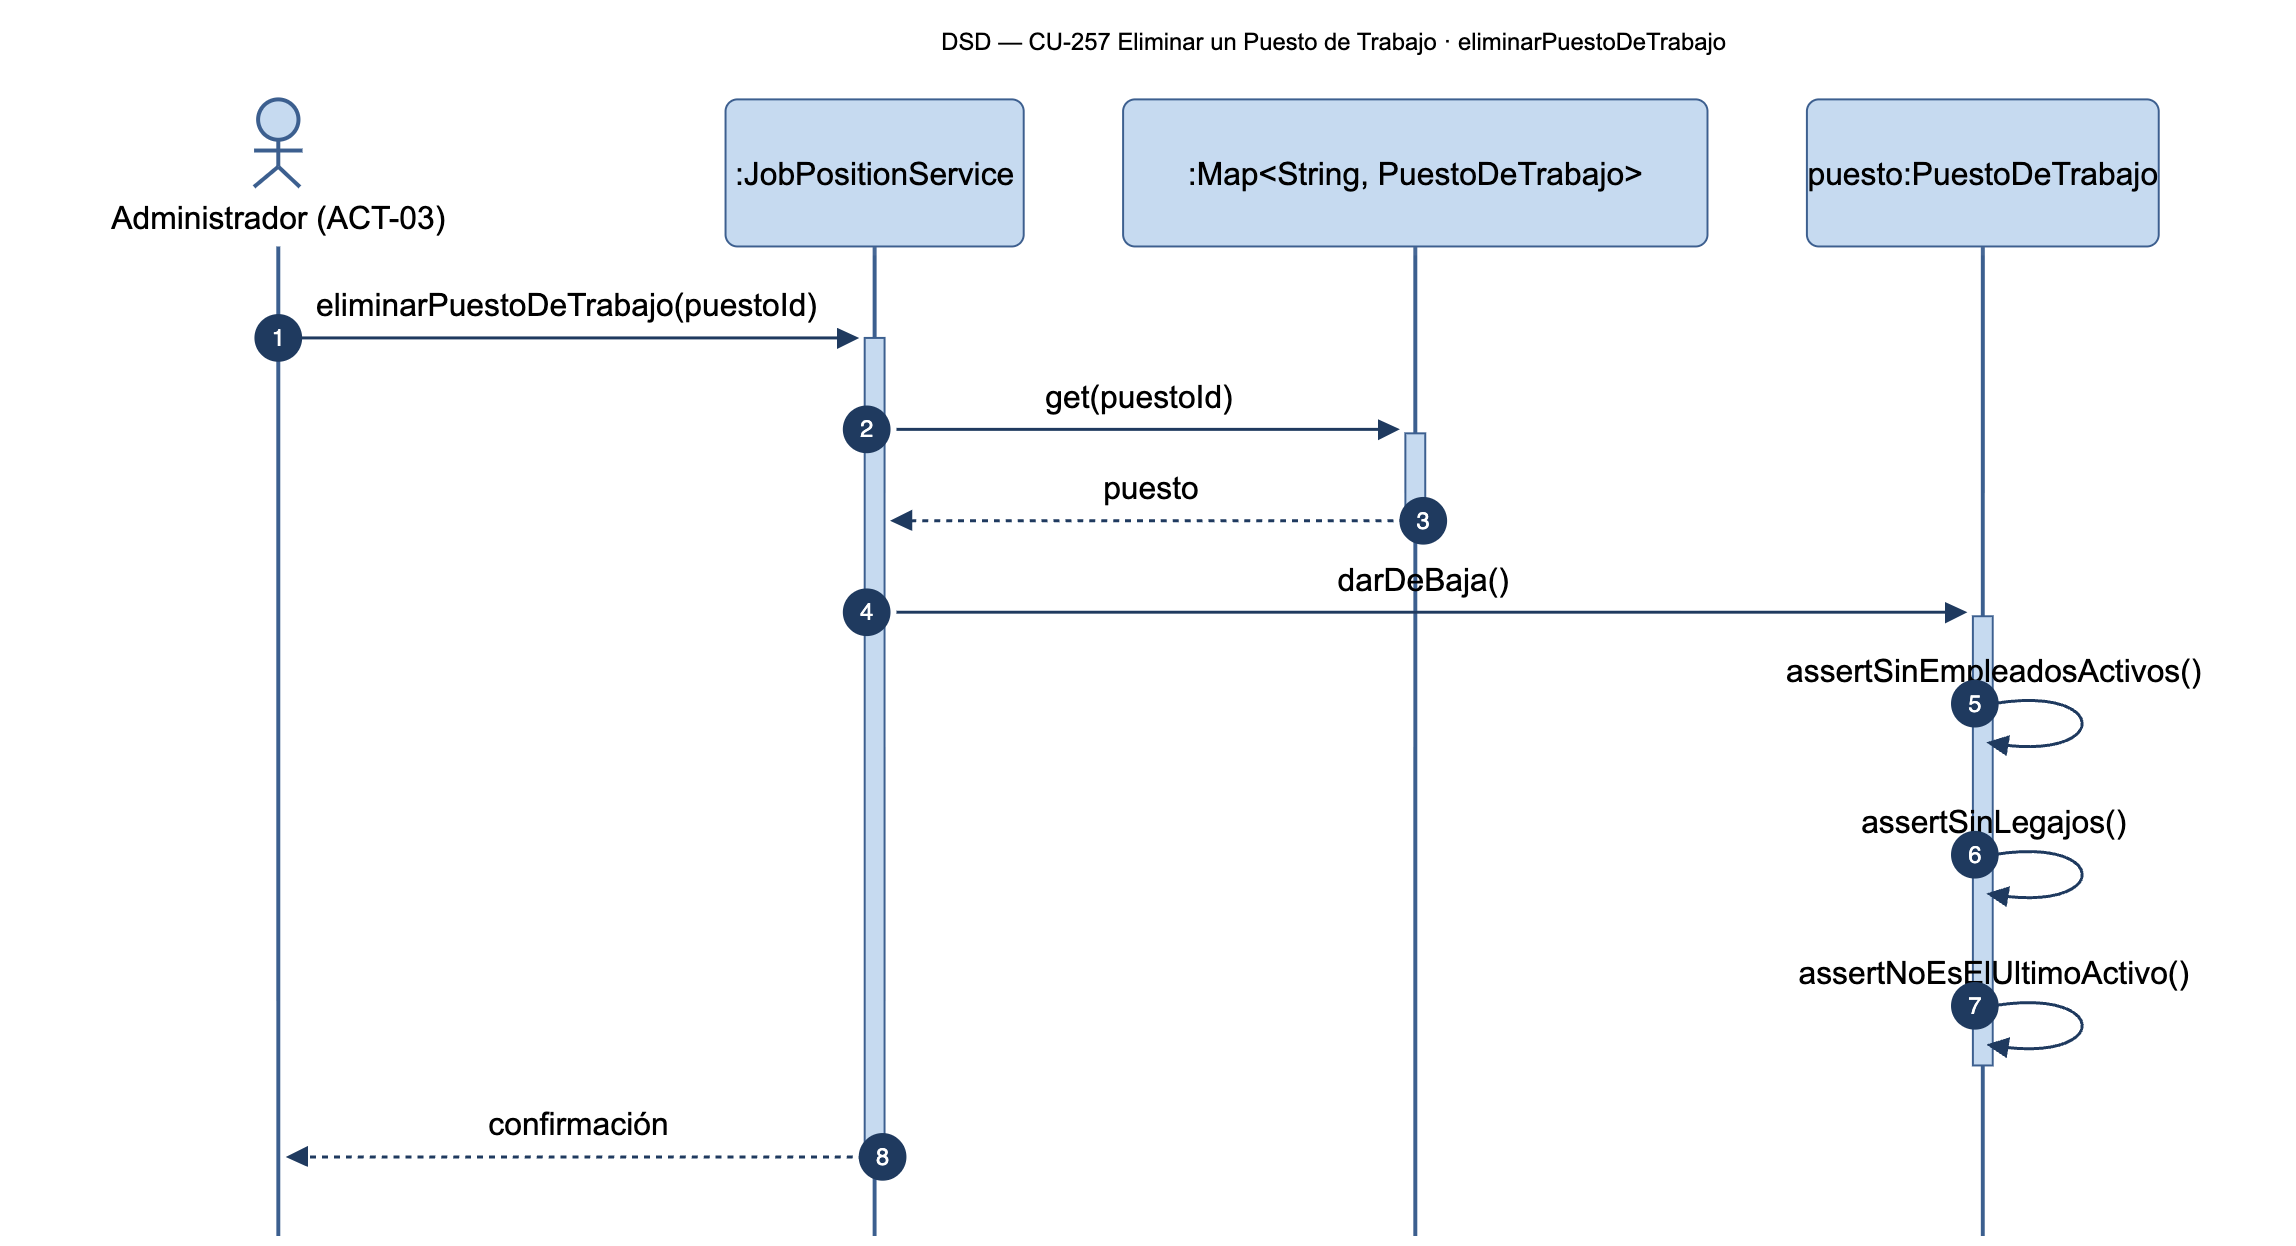 DSD — CU-257 Eliminar un Puesto de Trabajo · eliminarPuestoDeTrabajo
Administrador (ACT-03)
:JobPositionService
:Map<String, PuestoDeTrabajo>
puesto:PuestoDeTrabajo
eliminarPuestoDeTrabajo(puestoId)
1
get(puestoId)
2
puesto
3
darDeBaja()
4
assertSinEmpleadosActivos()
5
assertSinLegajos()
6
assertNoEsElUltimoActivo()
7
confirmación
8